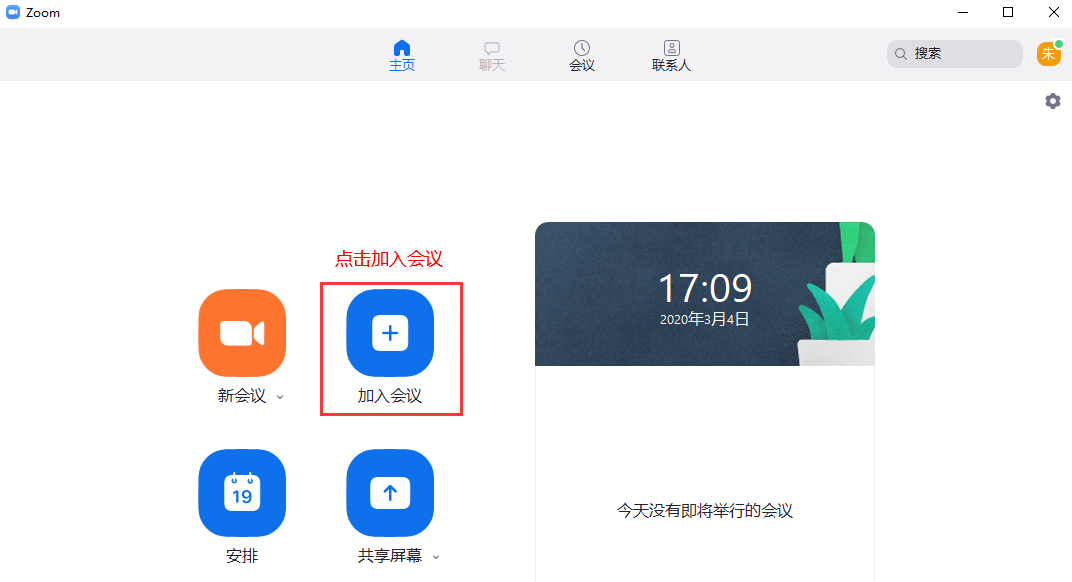 Zoom
主页
聊天
会议
联系人
搜索
朱
点击加入会议
17:09
2020年3月4日
新会议
加入会议
19
安排
共享屏幕
今天没有即将举行的会议